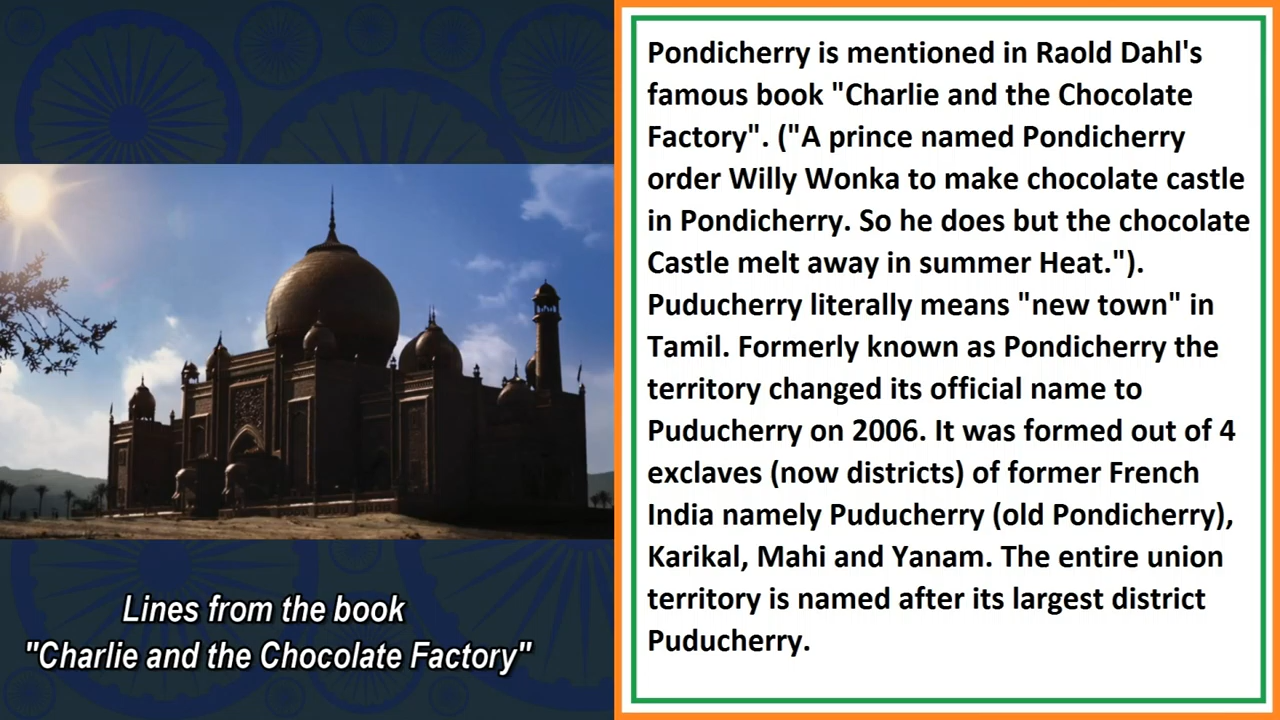 Lines from the book
"Charlie and the Chocolate Factory"
Pondicherry is mentioned in Raold Dahl's
famous book "Charlie and the Chocolate
Factory". ("A prince named Pondicherry
order Willy Wonka to make chocolate castle
in Pondicherry. So he does but the chocolate
Castle melt away in summer Heat.").
Puducherry literally means "new town" in
Tamil. Formerly known as Pondicherry the
territory changed its official name to
Puducherry on 2006. It was formed out of 4
exclaves (now districts) of former French
India namely Puducherry (old Pondicherry),
Karikal, Mahi and Yanam. The entire union
territory is named after its largest district
Puducherry.